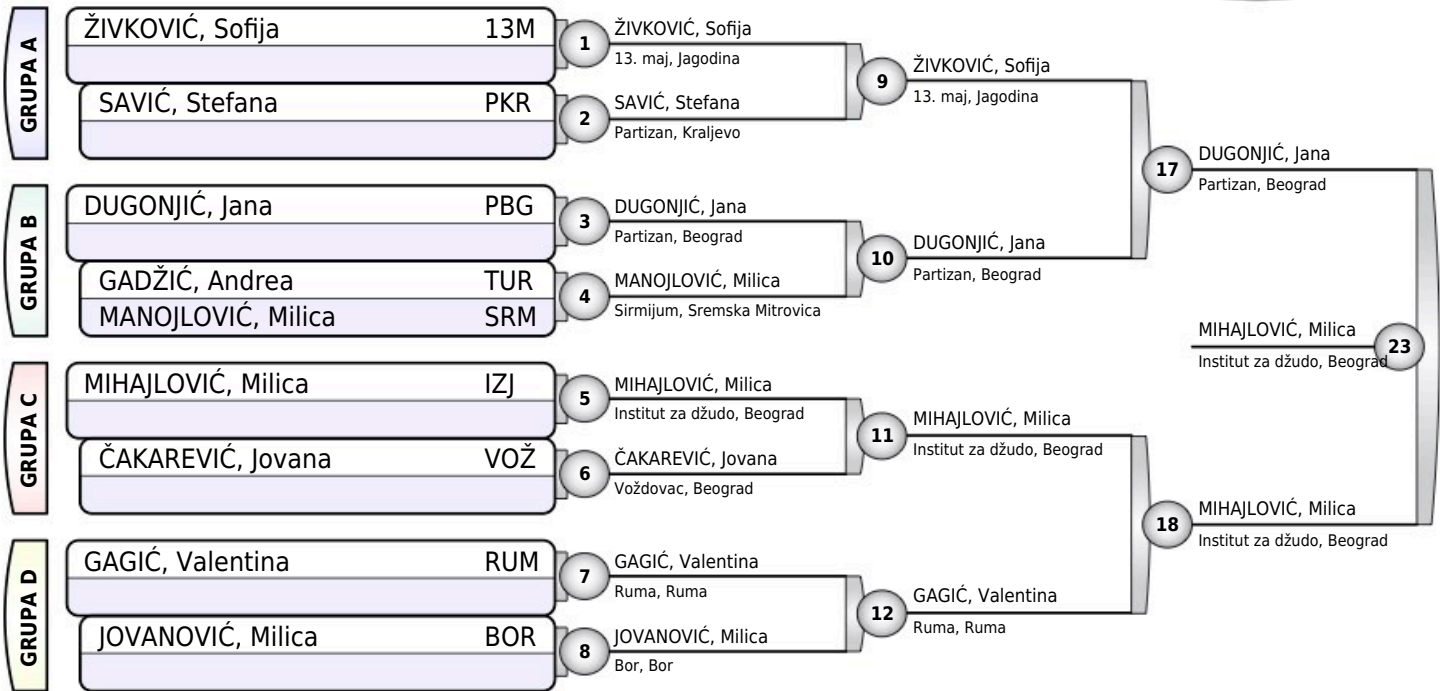 GRUPA A
ŽIVKOVIĆ, Sofija 13M
SAVIĆ, Stefana PKR
GRUPA B
DUGONJIĆ, Jana PBG
GADŽIĆ, Andrea TUR
MANOJLOVIĆ, Milica SRM
GRUPA C
MIHAJLOVIĆ, Milica IZJ
ČAKAREVIĆ, Jovana VOŽ
GRUPA D
GAGIĆ, Valentina RUM
JOVANOVIĆ, Milica BOR
1
ŽIVKOVIĆ, Sofija
13. maj, Jagodina
2
SAVIĆ, Stefana
Partizan, Kraljevo
3
DUGONJIĆ, Jana
Partizan, Beograd
4
MANOJLOVIĆ, Milica
Sirmijum, Sremska Mitrovica
5
MIHAJLOVIĆ, Milica
Institut za džudo, Beograd
6
ČAKAREVIĆ, Jovana
Voždovac, Beograd
7
GAGIĆ, Valentina
Ruma, Ruma
8
JOVANOVIĆ, Milica
Bor, Bor
9
ŽIVKOVIĆ, Sofija
13. maj, Jagodina
10
DUGONJIĆ, Jana
Partizan, Beograd
11
MIHAJLOVIĆ, Milica
Institut za džudo, Beograd
12
GAGIĆ, Valentina
Ruma, Ruma
17
DUGONJIĆ, Jana
Partizan, Beograd
18
MIHAJLOVIĆ, Milica
Institut za džudo, Beograd
MIHAJLOVIĆ, Milica
Institut za džudo, Beograd
23